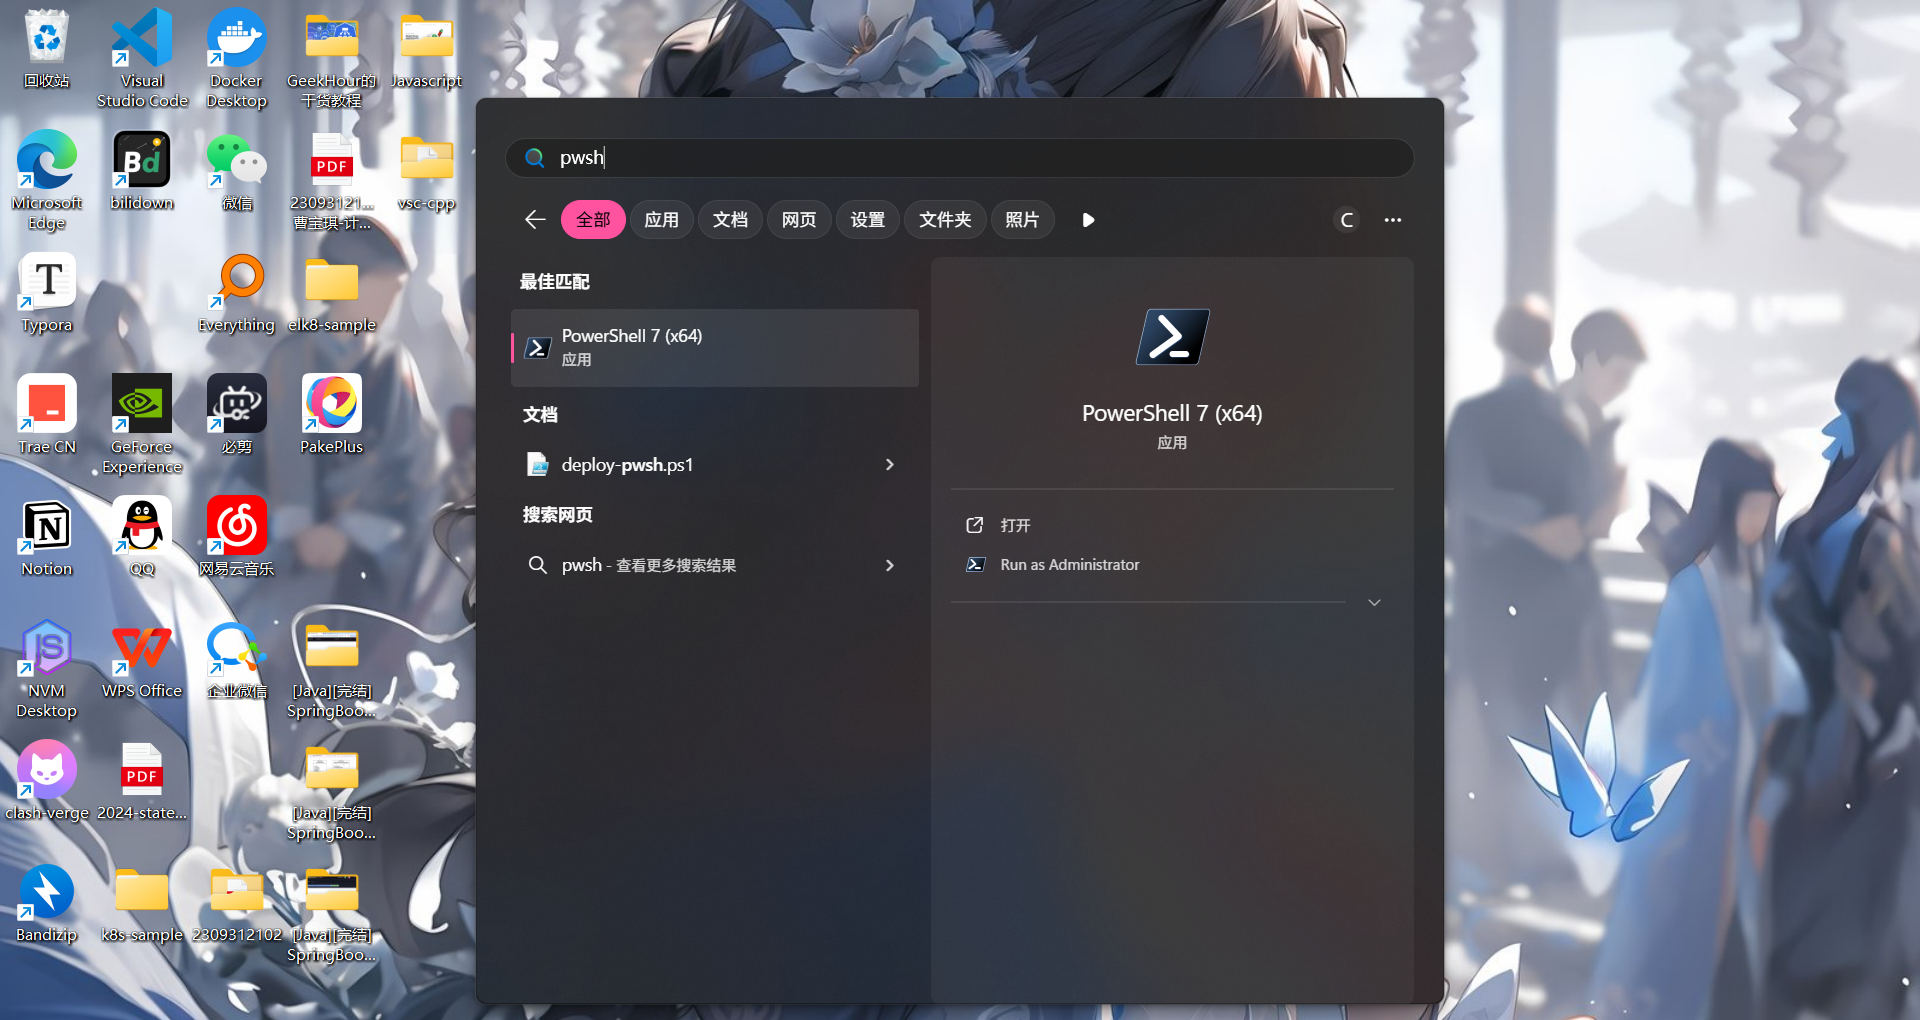 回收站
Visual
Studio Code
Docker
Desktop
GeekHour的
干货教程
Javascript
Microsoft
Edge
Bd
bilidown
微信
PDF
23093121...
曹宝琪-计...
vsc-cpp
T
Typora
Everything
elk8-sample
Trae CN
GeForce
Experience
必剪
PakePlus
N
Notion
QQ
网易云音乐
JS
NVM
Desktop
W
WPS Office
企业微信
[Java][完结]
SpringBoo...
clash-verge
PDF
2024-state...
[Java][完结]
SpringBoo...
Bandizip
k8s-sample
2309312102
[Java][完结]
SpringBoo...
pwsh
全部
应用
文档
网页
设置
文件夹
照片
C
最佳匹配
PowerShell 7 (x64)
应用
文档
deploy-pwsh.ps1
搜索网页
pwsh - 查看更多搜索结果
PowerShell 7 (x64)
应用
打开
Run as Administrator